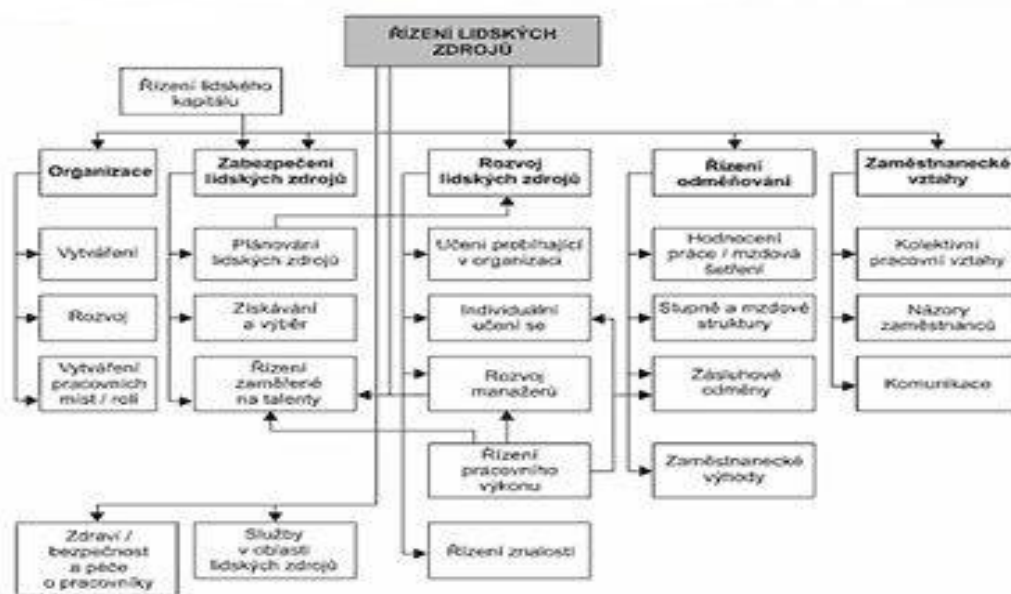 ŘÍZENÍ LIDSKÝCH
ZDROJŮ
Řízení lidského
kapitálu
Organizace
Zabezpečení
lidských zdrojů
Rozvoj
lidských zdrojů
Řízení
odměňování
Zaměstnanecké
vztahy
Vytváření
Plánování
lidských zdrojů
Učení probíhající
v organizaci
Hodnocení
práce / mzdová
šetření
Kolektivní
pracovní vztahy
Rozvoj
Získávání
a výběr
Individuální
učení se
Stupně a mzdové
struktury
Názory
zaměstnanců
Vytváření
pracovních
míst / rolí
Řízení
zaměřené
na talenty
Rozvoj
manažerů
Zásluhové
odměny
Komunikace
Řízení
pracovního
výkonu
Zaměstnanecké
výhody
Zdraví /
bezpečnost
a péče
o pracovníky
Služby
v oblasti
lidských zdrojů
Řízení znalostí